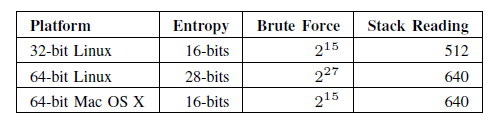 Platform Entropy Brute Force Stack Reading
32-bit Linux 16-bits 2^15 512
64-bit Linux 28-bits 2^27 640
64-bit Mac OS X 16-bits 2^15 640